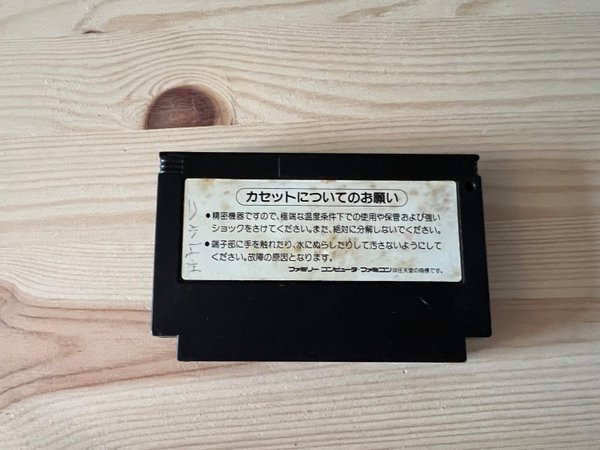 カセットについてのお願い
●精密機器ですので、極端な温度条件下での使用や保管および強い
ショックをさけてください。また、絶対に分解しないでください。
●端子部に手を触れたり、水にぬらしたりして汚さないようにして
ください。故障の原因となります。
ファミリーコンピュータ・ファミコンは任天堂の商標です。